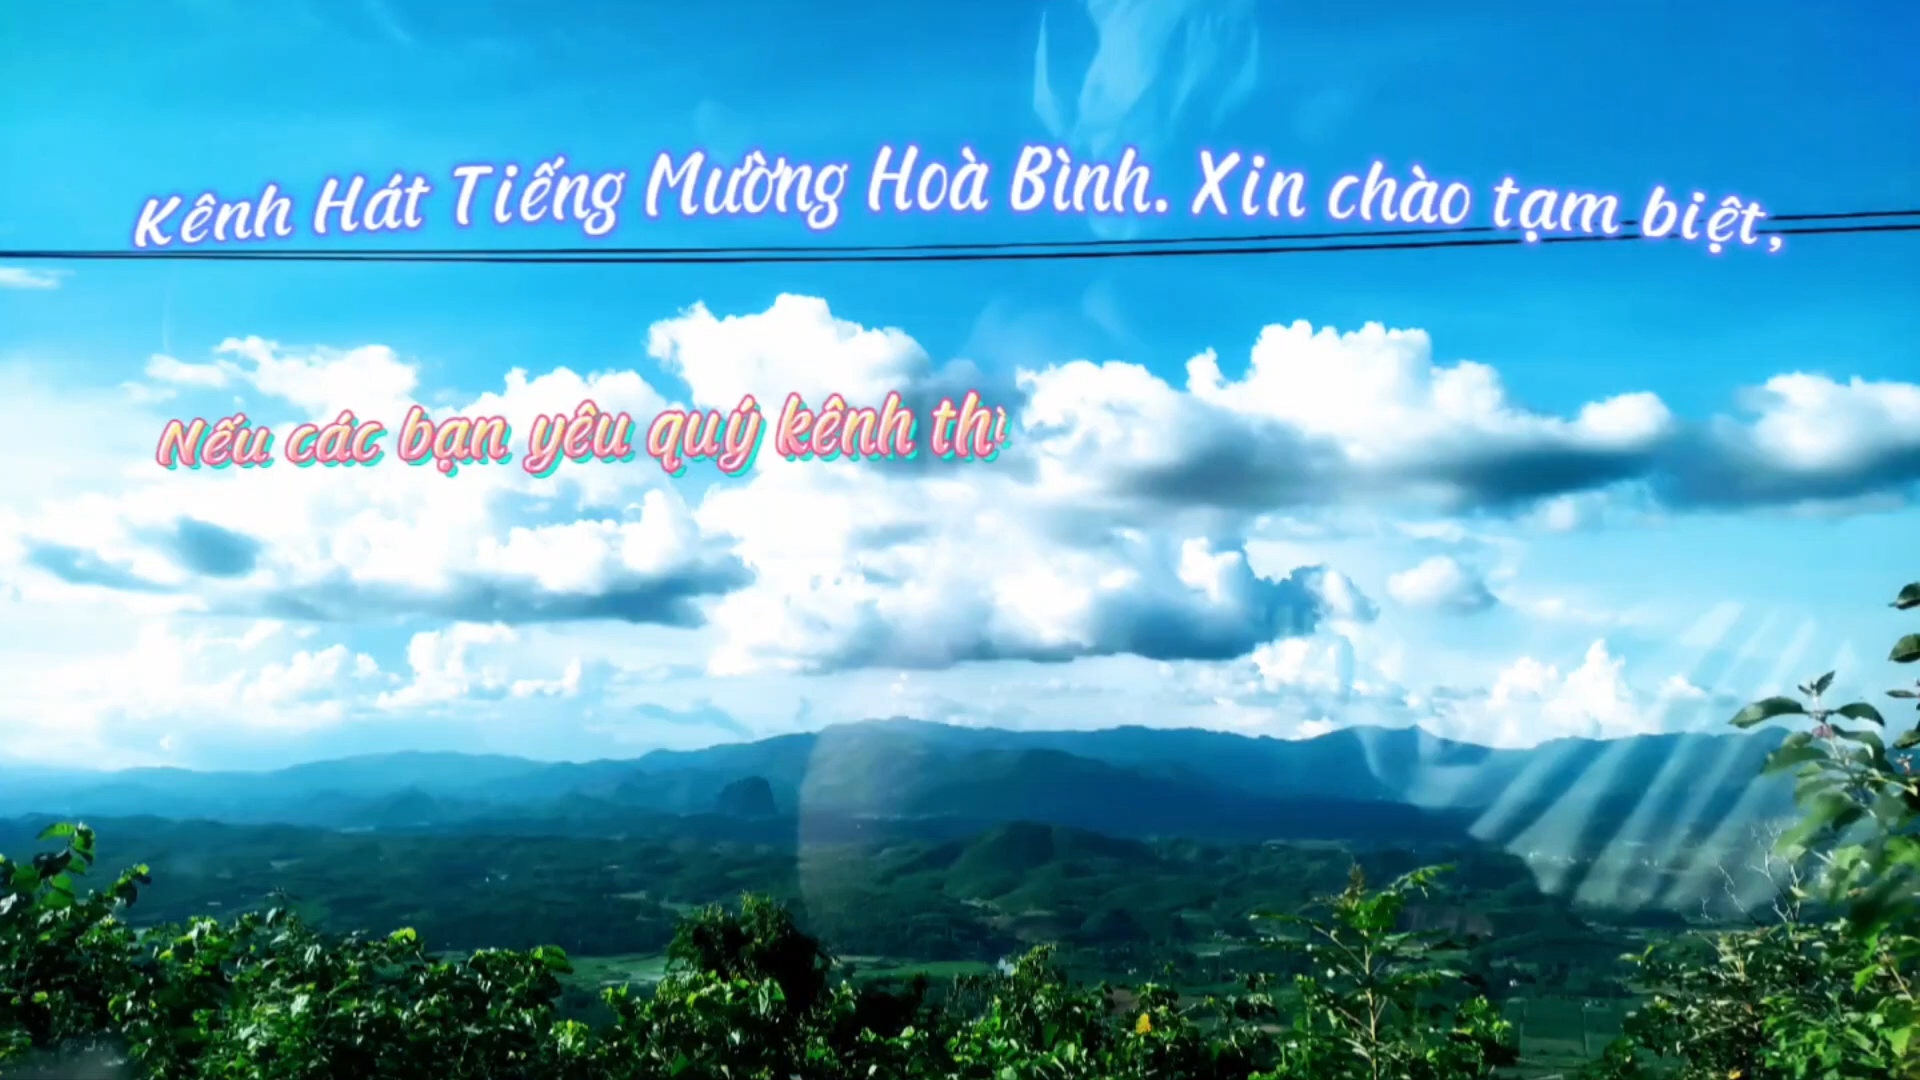 Kênh Hát Tiếng Mường Hoà Bình. Xin chào tạm biệt,
Nếu các bạn yêu quý kênh thì